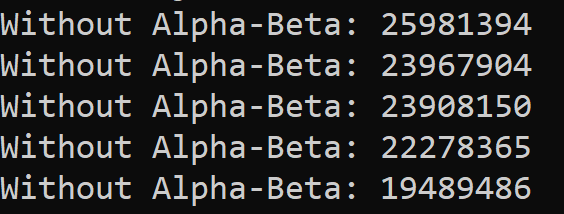 Without Alpha-Beta: 25981394
Without Alpha-Beta: 23967904
Without Alpha-Beta: 23908150
Without Alpha-Beta: 22278365
Without Alpha-Beta: 19489486